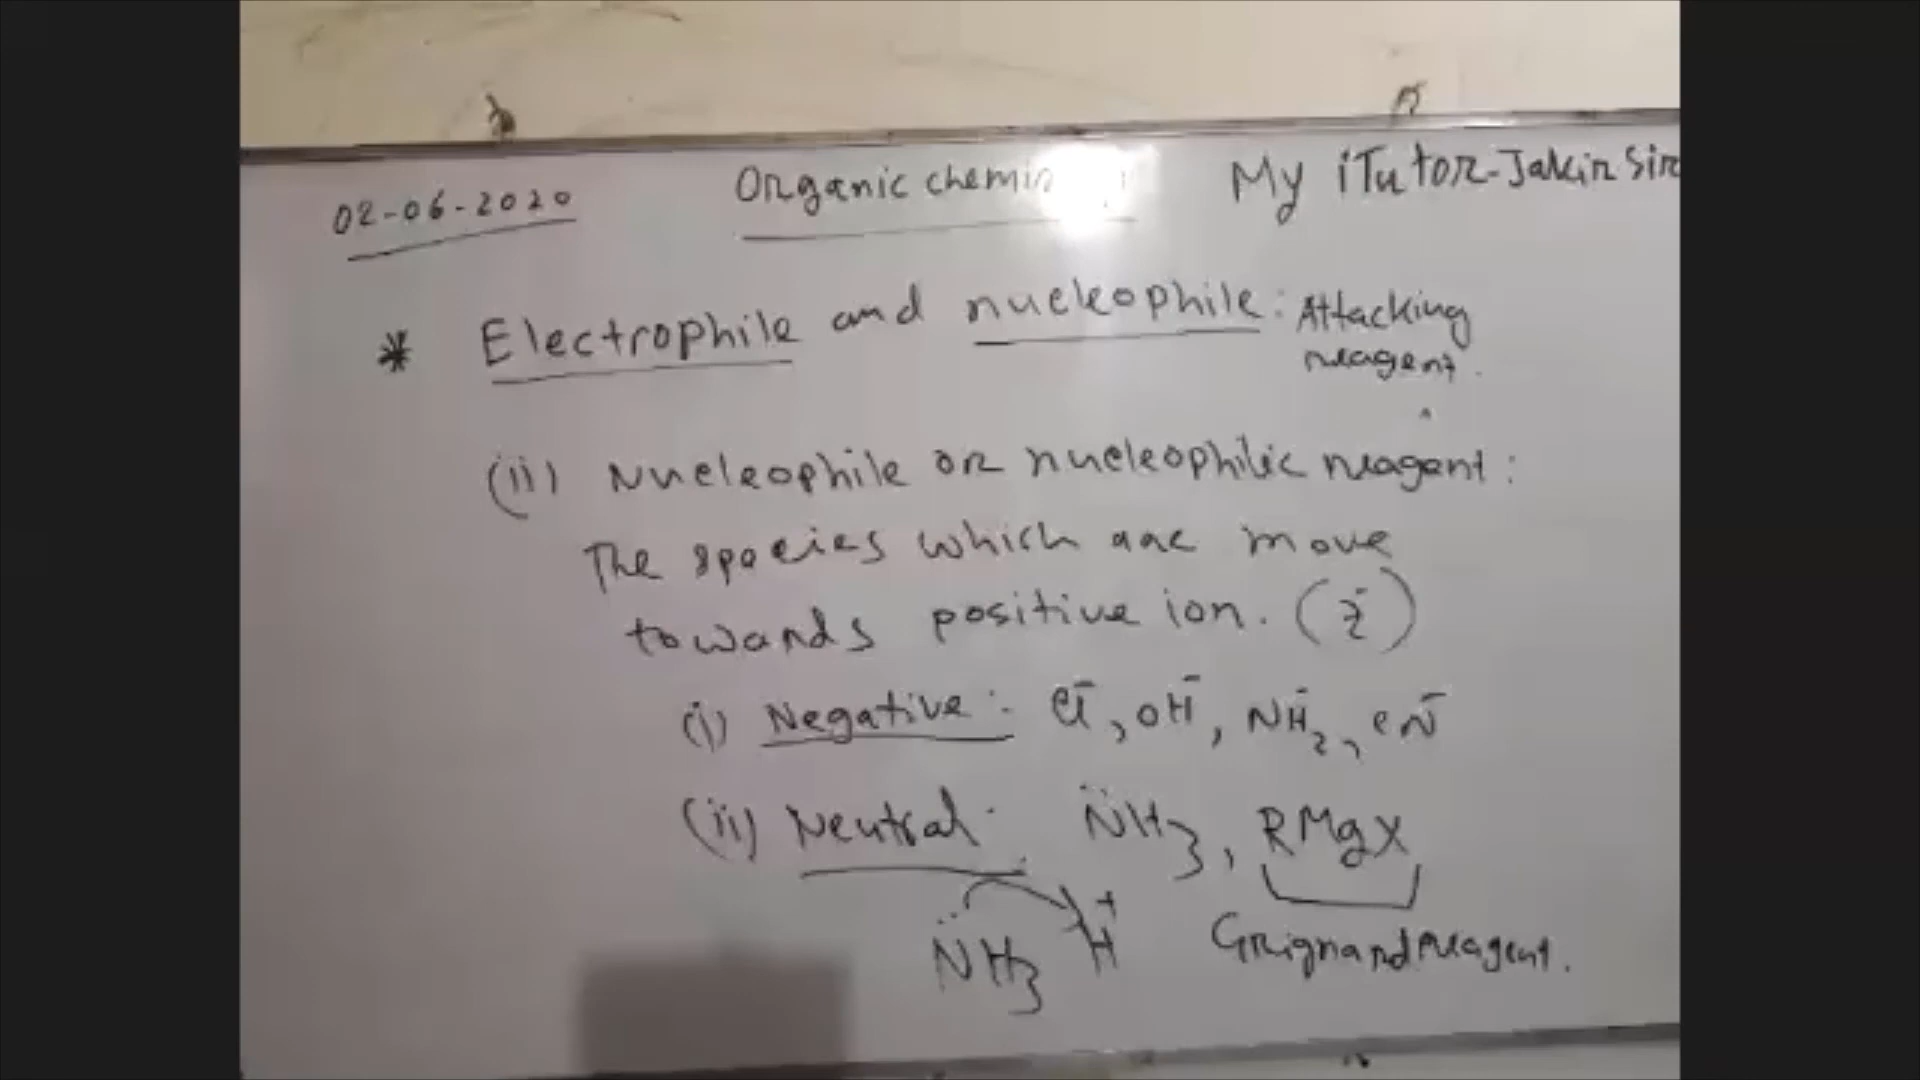 02-06-2020 Organic chemis My iTutor-Jakir Sir
* Electrophile and nucleophile: Attacking
reagent.
(ii) Nucleophile or nucleophilic reagent:
The species which are move
towards positive ion. (z̄)
(i) Negative: Cl⁻, OH⁻, NH₂⁻, CN⁻
(ii) Neutral: N̈H₃, RMgX
N̈H₃ H⁺ Grignard reagent.